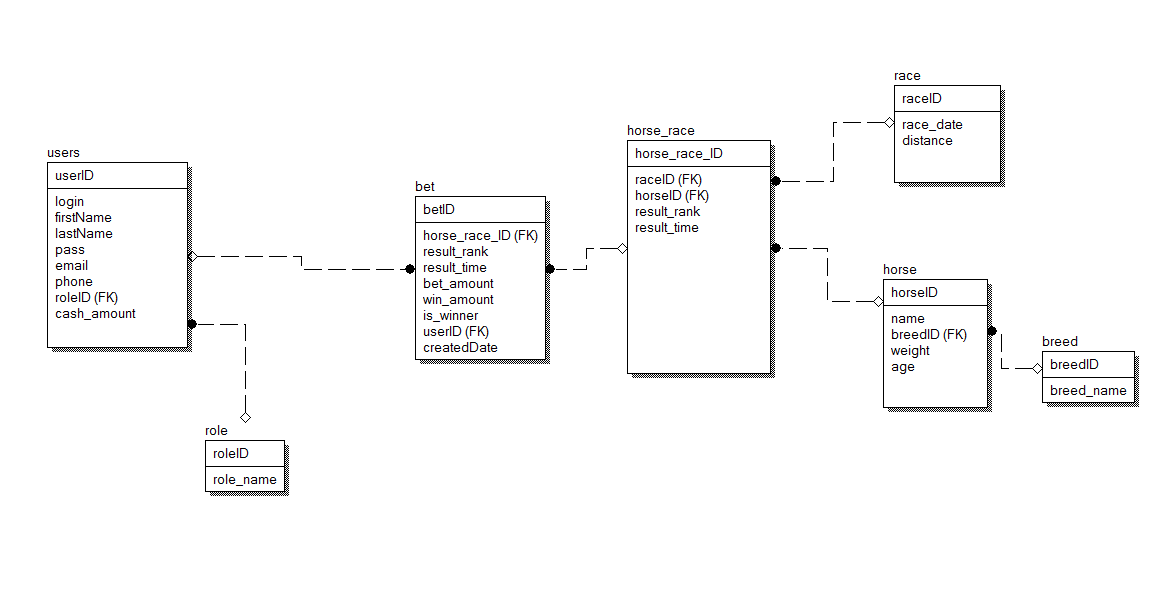 users
userID
login
firstName
lastName
pass
email
phone
roleID (FK)
cash_amount
role
roleID
role_name
bet
betID
horse_race_ID (FK)
result_rank
result_time
bet_amount
win_amount
is_winner
userID (FK)
createdDate
horse_race
horse_race_ID
raceID (FK)
horseID (FK)
result_rank
result_time
race
raceID
race_date
distance
horse
horseID
name
breedID (FK)
weight
age
breed
breedID
breed_name